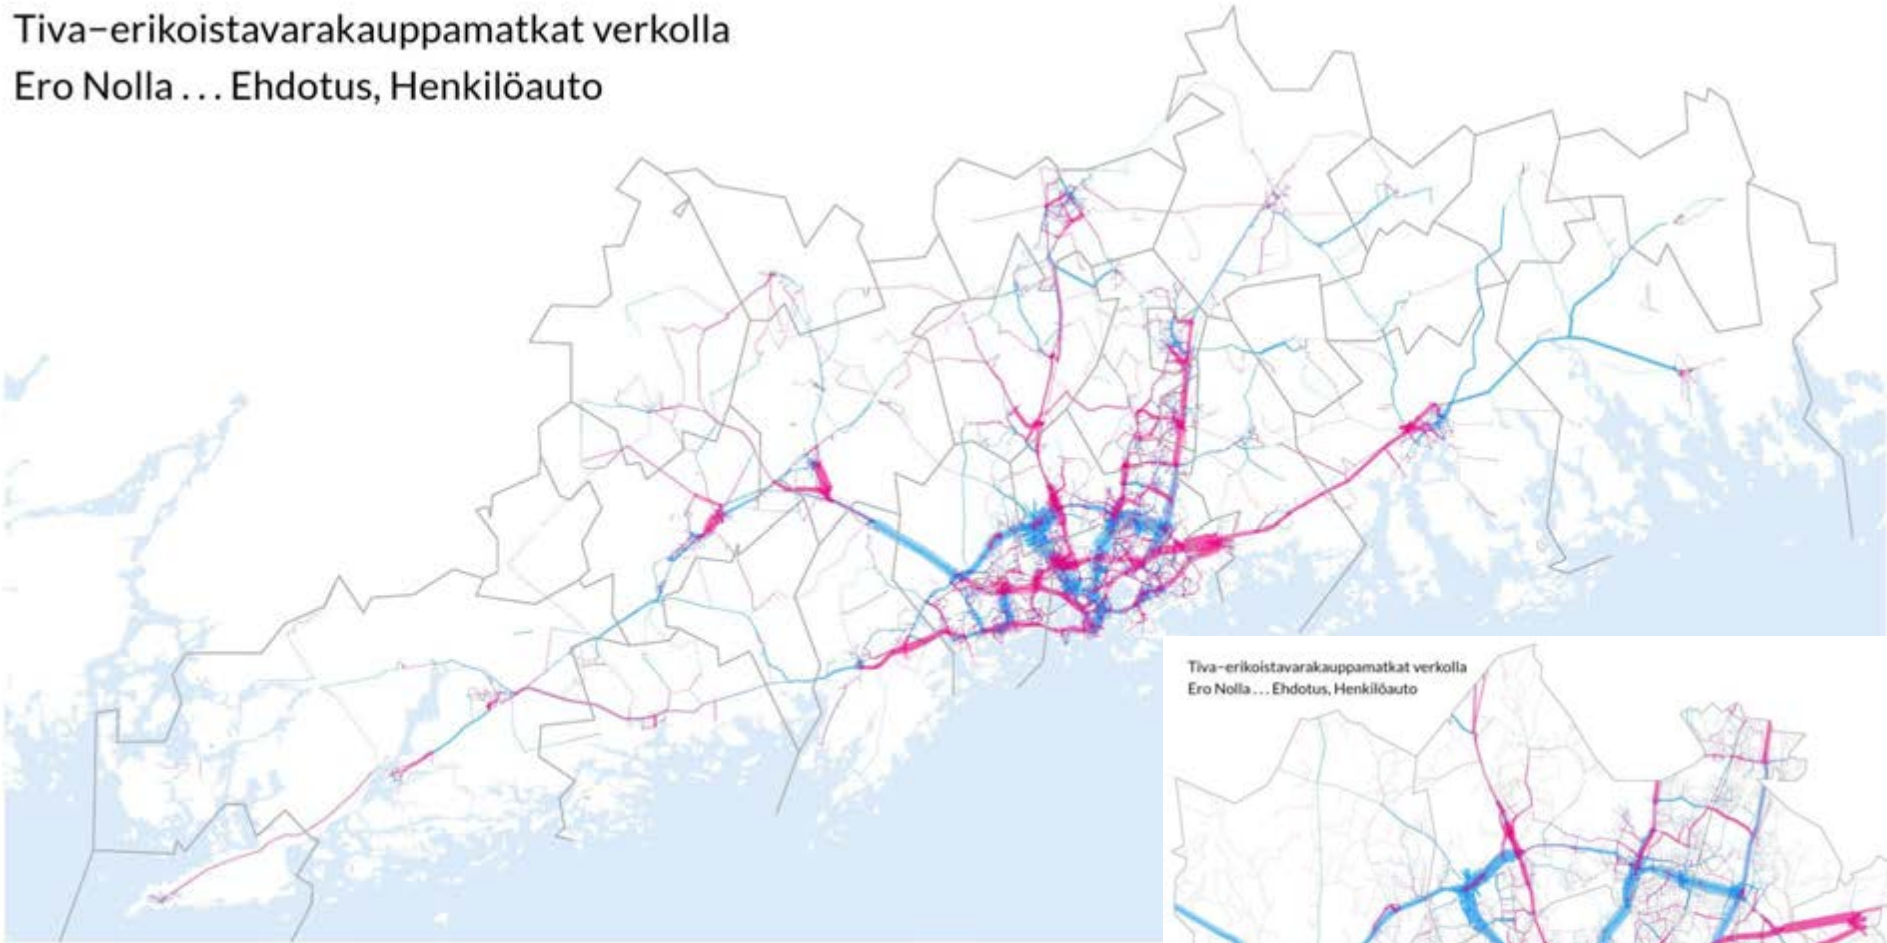 Tiva−erikoistavarakauppamatkat verkolla
Ero Nolla . . . Ehdotus, Henkilöauto
Tiva−erikoistavarakauppamatkat verkolla
Ero Nolla . . . Ehdotus, Henkilöauto